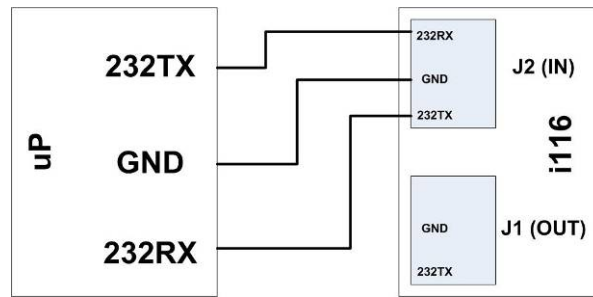 uP
232TX
GND
232RX
232RX
GND
232TX
J2 (IN)
i116
GND
232TX
J1 (OUT)